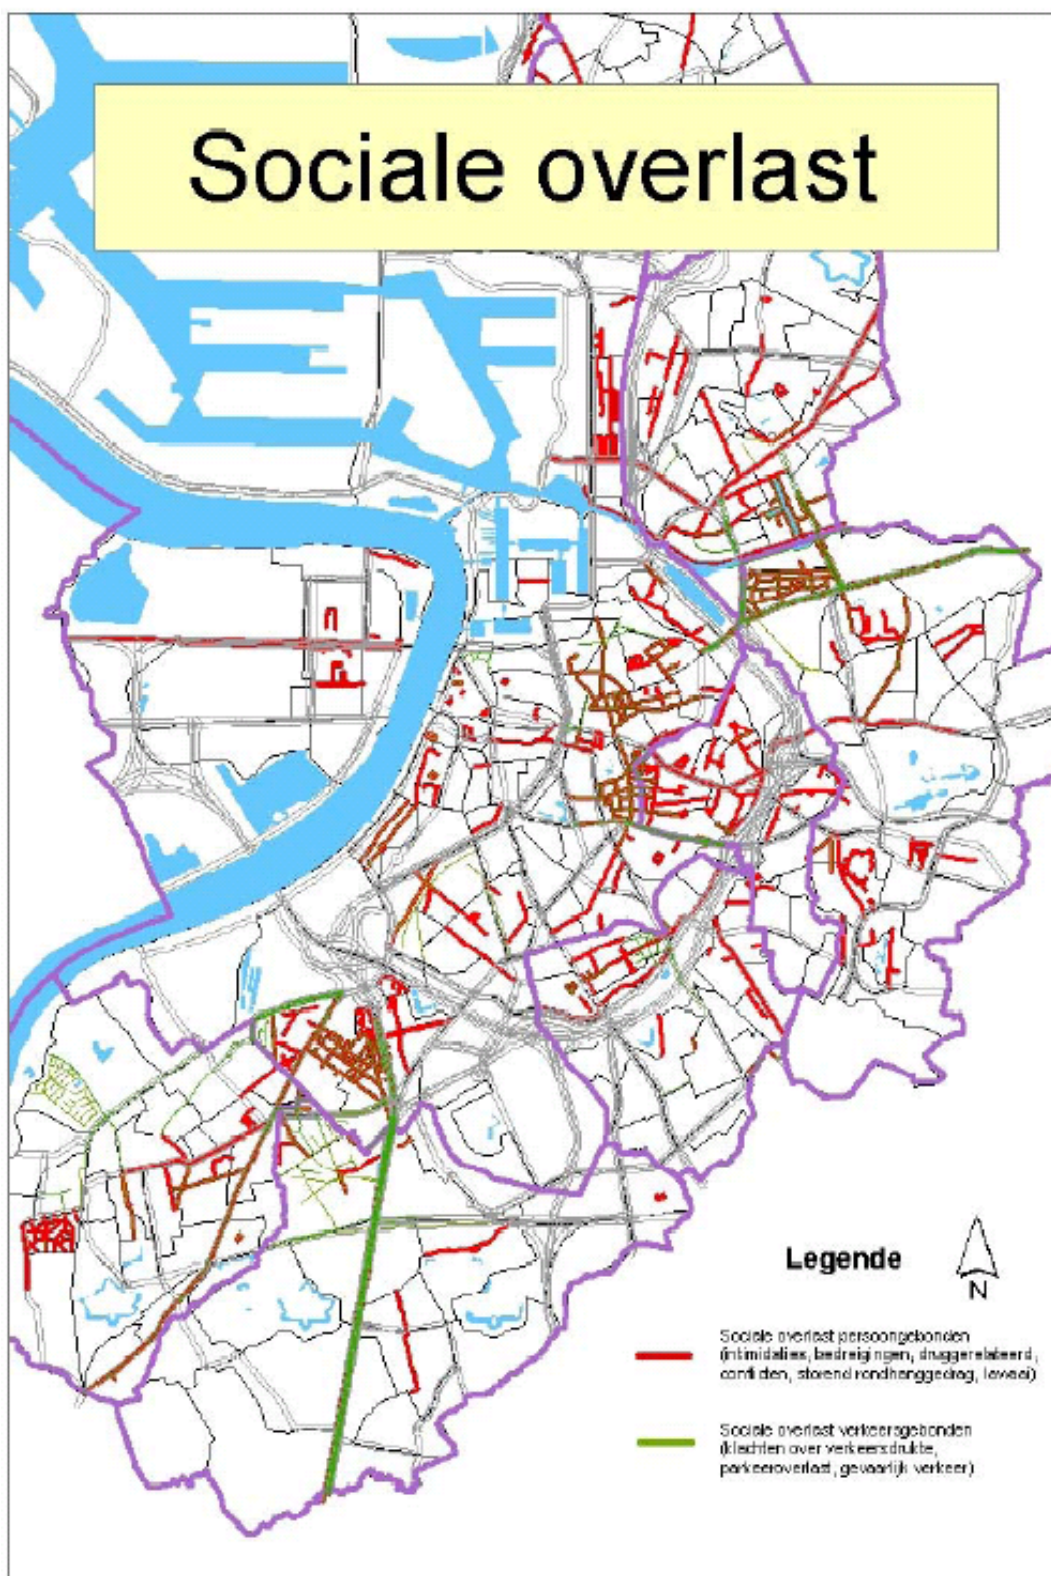 Sociale overlast
Legende
N
Sociale overlast persoongebonden
(intimidaties, bedreigingen, druggerelateerd,
conflicten, storend rondhanggedrag, lawaai)
Sociale overlast verkeersgebonden
(klachten over verkeersdrukte,
parkeeroverlast, gevaarlijk verkeer)